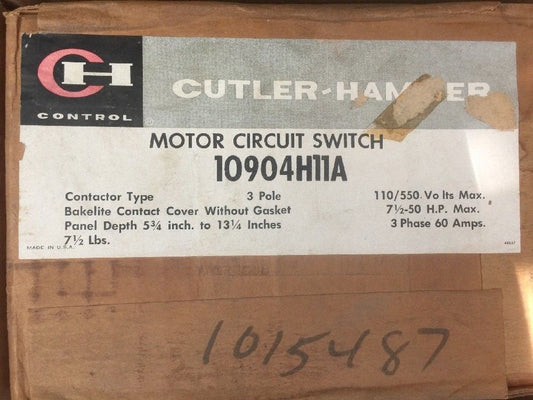 CH
CONTROL
CUTLER-HAMMER
MOTOR CIRCUIT SWITCH
10904H11A
Contactor Type 3 Pole 110/550 Volts Max.
Bakelite Contact Cover Without Gasket 7½-50 H.P. Max.
Panel Depth 5¾ inch. to 13¼ Inches 3 Phase 60 Amps.
7½ Lbs.
MADE IN U.S.A.
1015487